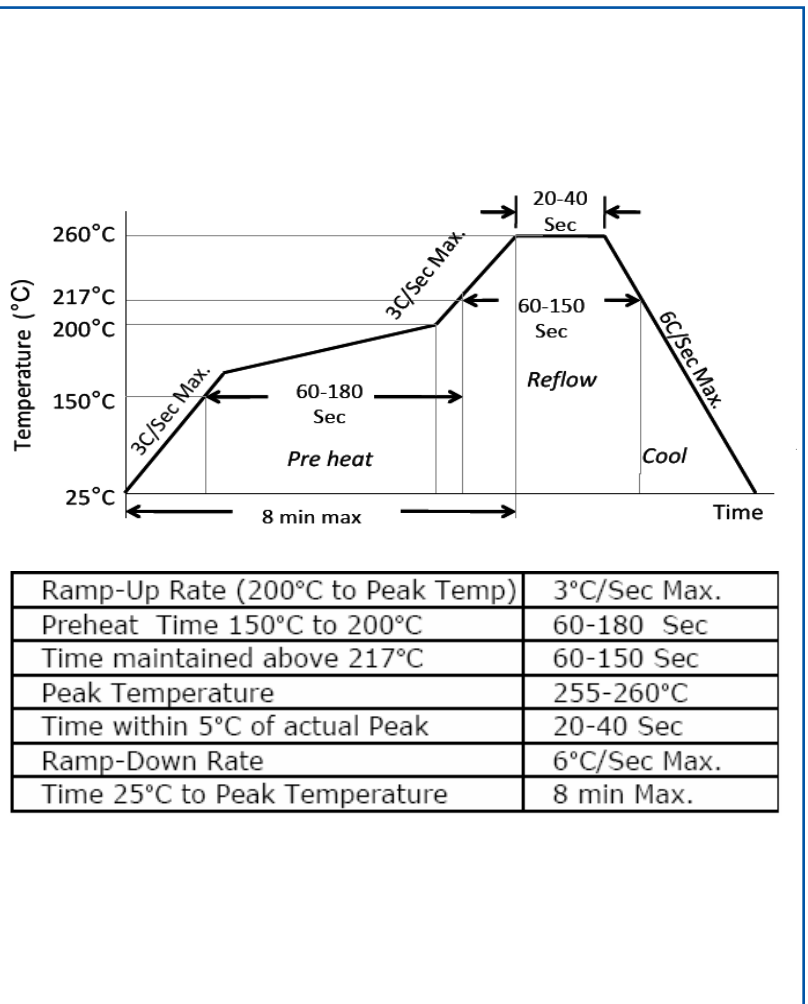 20-40
Sec
260°C
3C/Sec Max.
217°C
60-150
Sec
200°C
Temperature (°C)
6C/Sec Max.
Reflow
3C/Sec Max.
150°C
60-180
Sec
Pre heat
Cool
25°C
8 min max
Time
Ramp-Up Rate (200°C to Peak Temp) 3°C/Sec Max.
Preheat Time 150°C to 200°C 60-180 Sec
Time maintained above 217°C 60-150 Sec
Peak Temperature 255-260°C
Time within 5°C of actual Peak 20-40 Sec
Ramp-Down Rate 6°C/Sec Max.
Time 25°C to Peak Temperature 8 min Max.